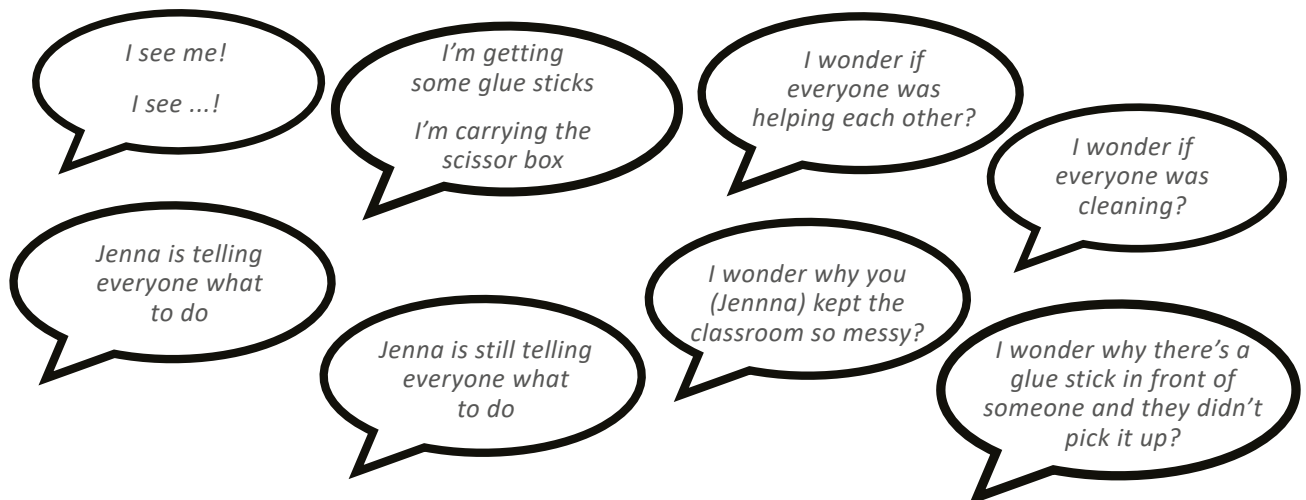 I see me!
I see ...!
I'm getting
some glue sticks
I'm carrying the
scissor box
I wonder if
everyone was
helping each other?
I wonder if
everyone was
cleaning?
Jenna is telling
everyone what
to do
Jenna is still telling
everyone what
to do
I wonder why you
(Jennna) kept the
classroom so messy?
I wonder why there's a
glue stick in front of
someone and they didn't
pick it up?